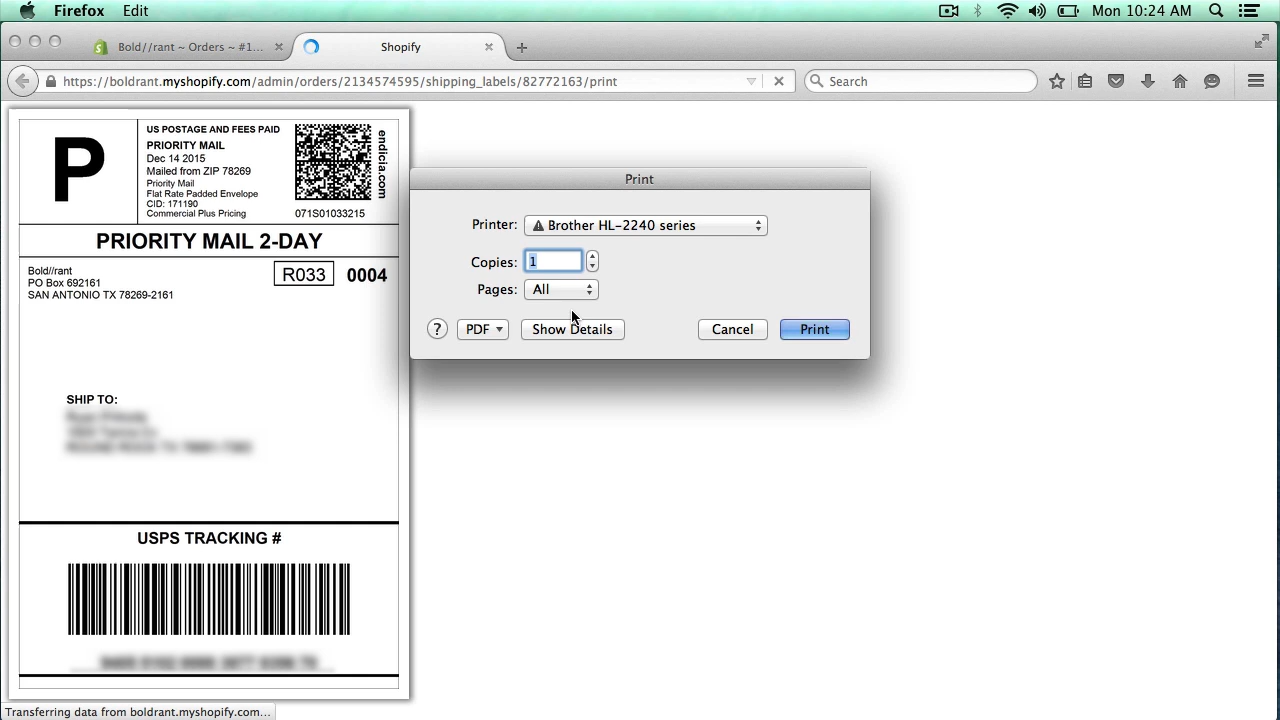 Firefox Edit Mon 10:24 AM
Bold//rant ~ Orders ~ #1... Shopify
https://boldrant.myshopify.com/admin/orders/2134574595/shipping_labels/82772163/print Search
P
US POSTAGE AND FEES PAID
PRIORITY MAIL
Dec 14 2015
Mailed from ZIP 78269
Priority Mail
Flat Rate Padded Envelope
CID: 171190
Commercial Plus Pricing
endicia.com
071S01033215
PRIORITY MAIL 2-DAY
Bold//rant
PO Box 692161
SAN ANTONIO TX 78269-2161
R033 0004
SHIP TO:
USPS TRACKING #
Print
Printer: Brother HL-2240 series
Copies: 1
Pages: All
? PDF Show Details Cancel Print
Transferring data from boldrant.myshopify.com...